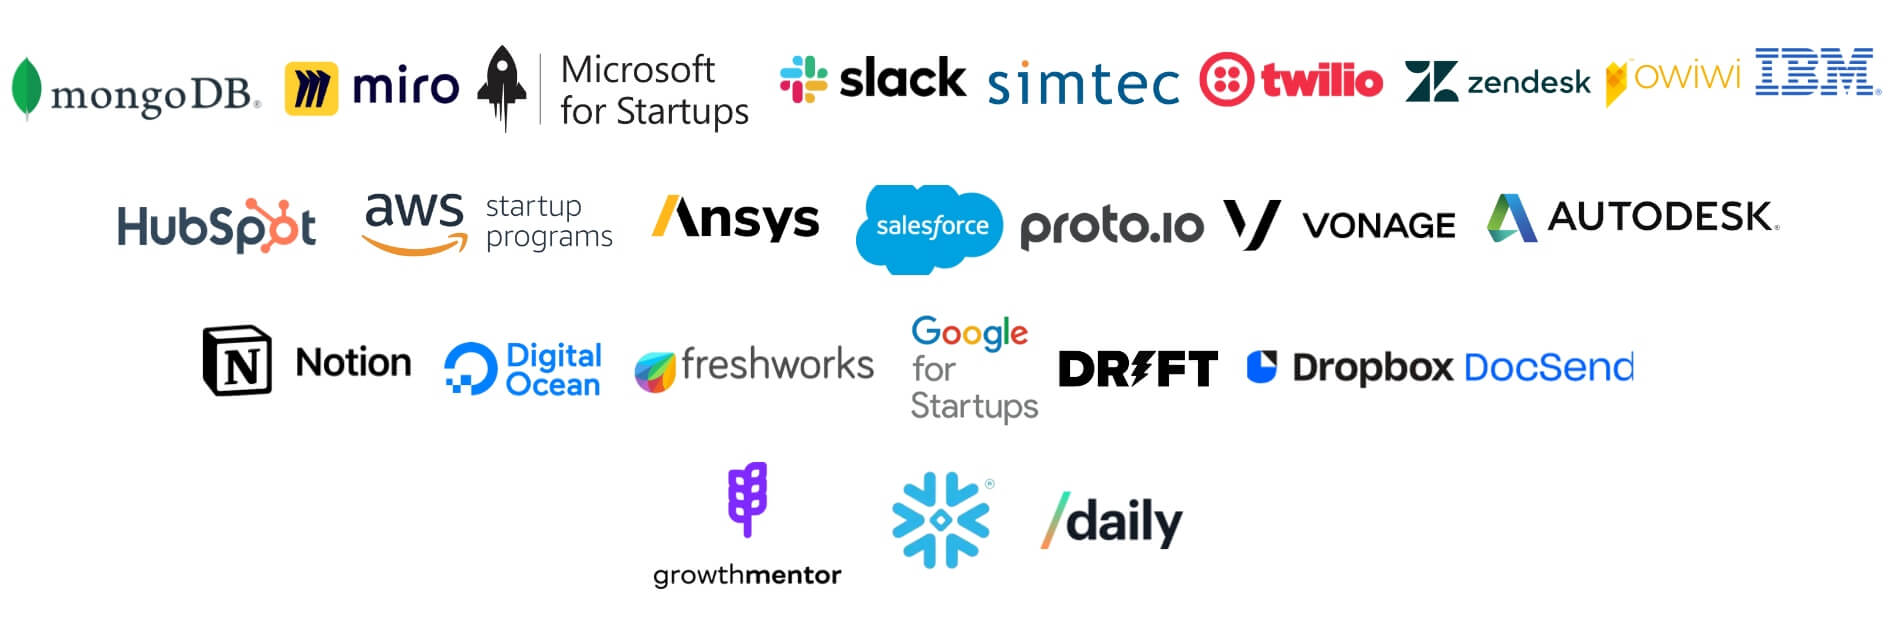 mongoDB®
miro
Microsoft
for Startups
slack
simtec
twilio
zendesk
owiwi
IBM®
HubSpot
aws
startup
programs
Ansys
salesforce
proto.io
VONAGE
AUTODESK®
N
Notion
Digital
Ocean
freshworks
Google
for
Startups
DRIFT
Dropbox DocSend
growthmentor
®
/daily